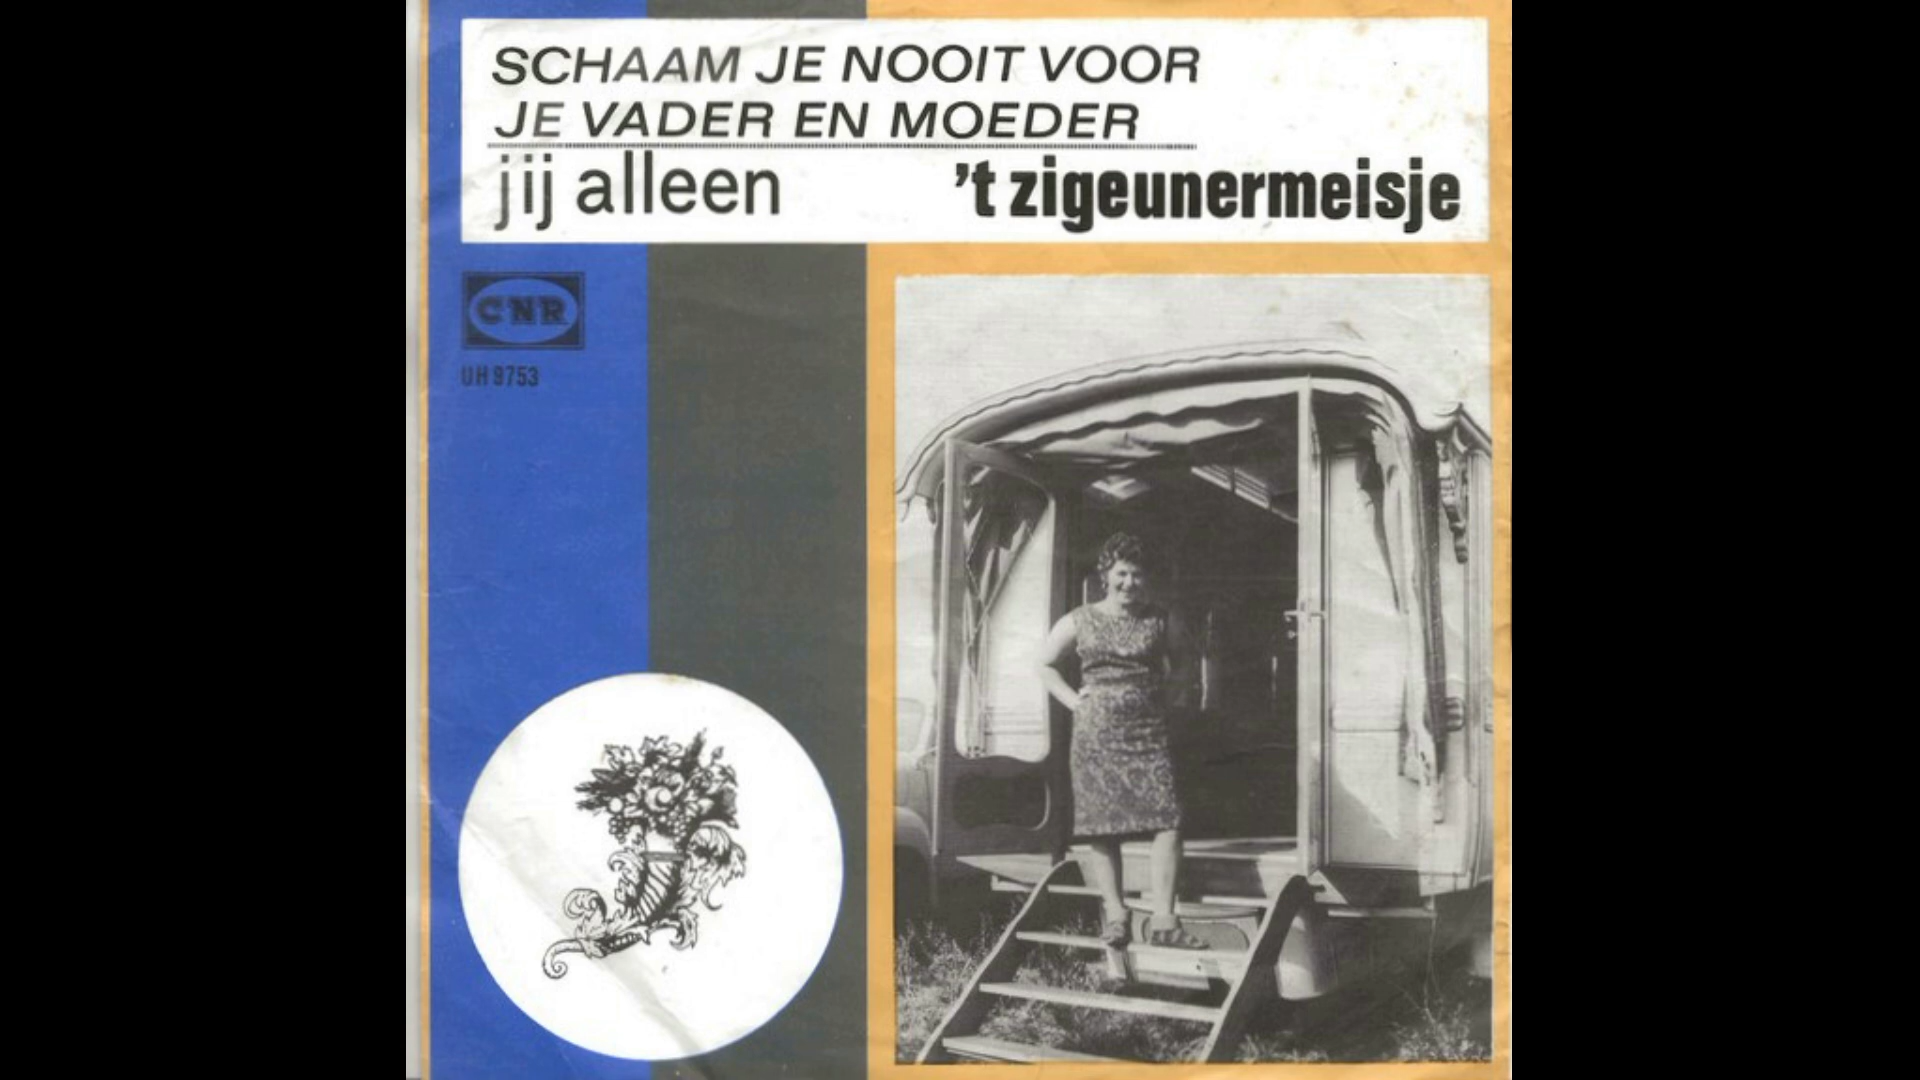 SCHAAM JE NOOIT VOOR
JE VADER EN MOEDER
jij alleen
't zigeunermeisje
CNR
UH 9753